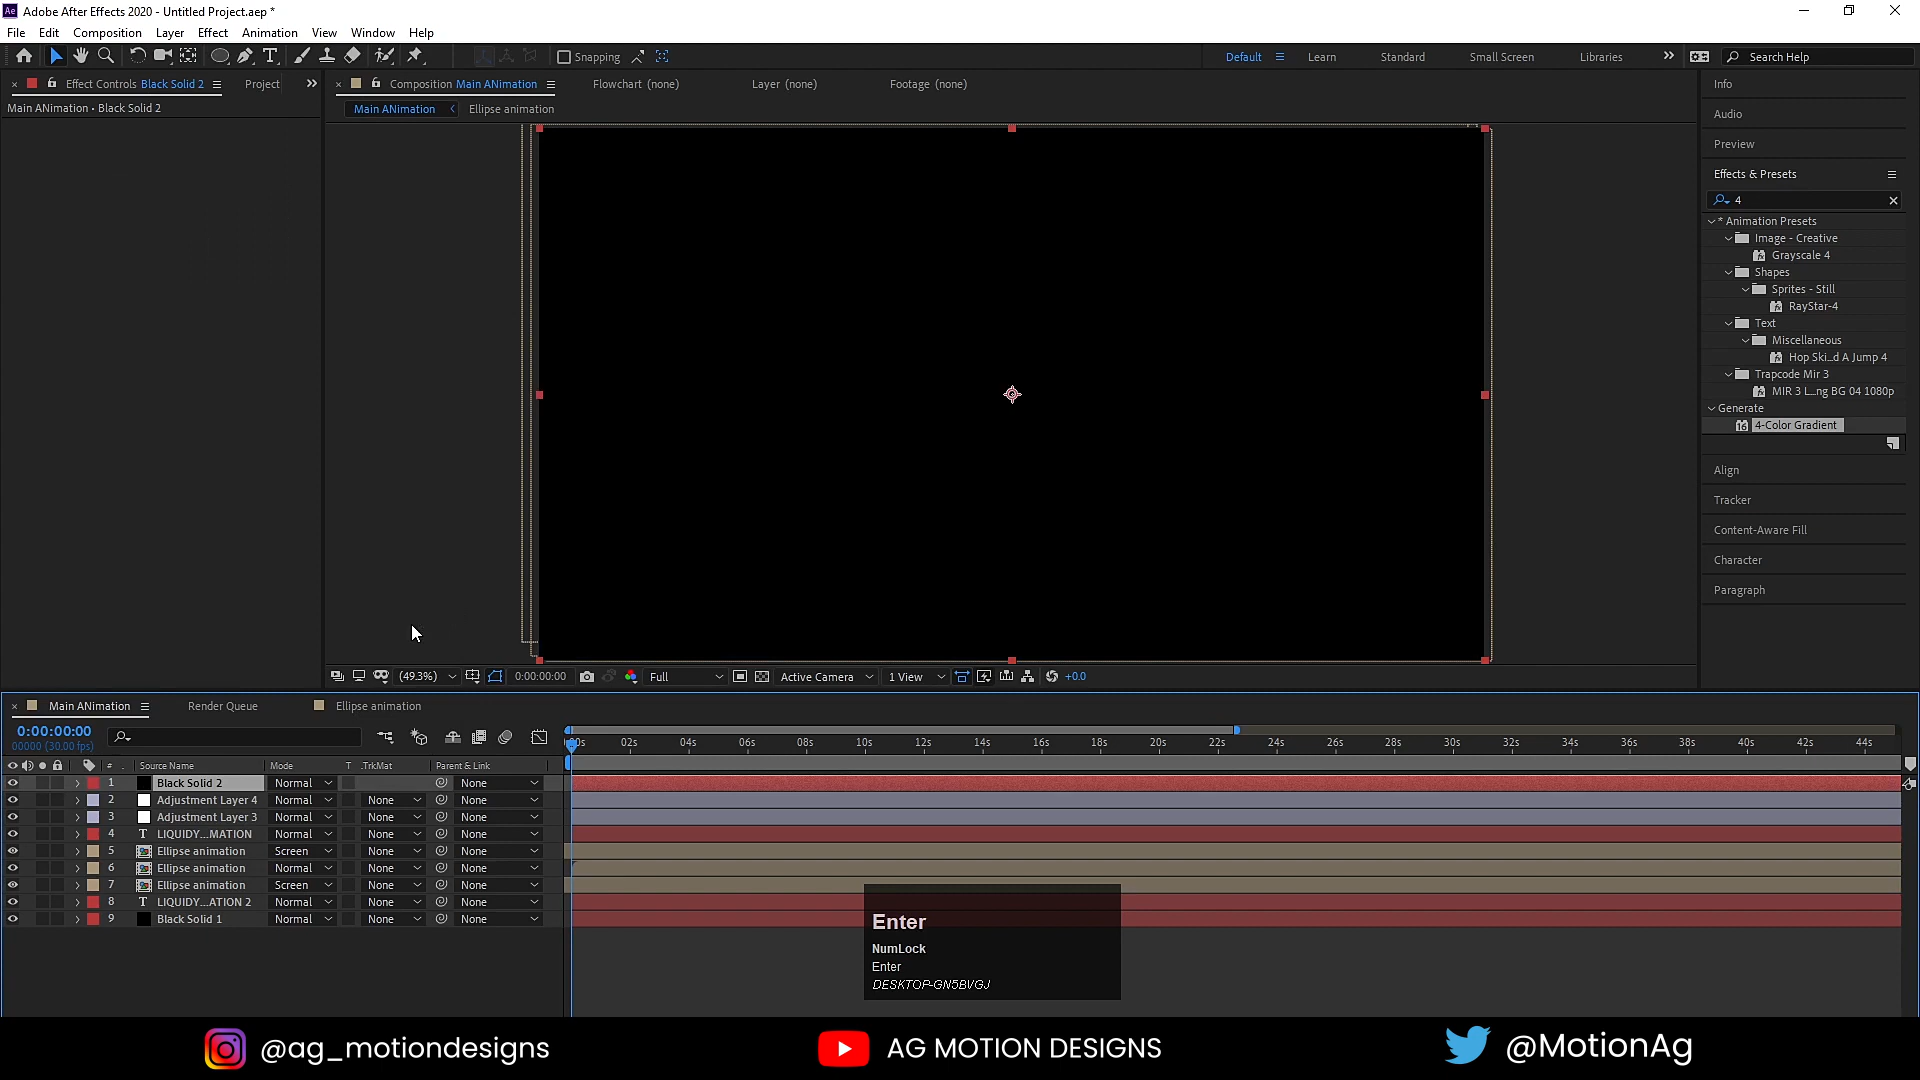 Adobe After Effects 2020 - Untitled Project.aep *
File Edit Composition Layer Effect Animation View Window Help
Snapping Default Learn Standard Small Screen Libraries Search Help
Effect Controls Black Solid 2 Project Composition Main ANimation Flowchart (none) Layer (none) Footage (none)
Main ANimation • Black Solid 2
Main ANimation Ellipse animation
Info
Audio
Preview
Effects & Presets
4
* Animation Presets
Image - Creative
Grayscale 4
Shapes
Sprites - Still
RayStar-4
Text
Miscellaneous
Hop Ski...d A Jump 4
Trapcode Mir 3
MIR 3 L...ng BG 04 1080p
Generate
4-Color Gradient
Align
Tracker
Content-Aware Fill
Character
Paragraph
(49.3%) 0:00:00:00 Full Active Camera 1 View +0.0
Main ANimation Render Queue Ellipse animation
0:00:00:00
00000 (30.00 fps)
00s 02s 04s 06s 08s 10s 12s 14s 16s 18s 20s 22s 24s 26s 28s 30s 32s 34s 36s 38s 40s 42s 44s
# Source Name Mode T .TrkMat Parent & Link
1 Black Solid 2 Normal None
2 Adjustment Layer 4 Normal None None
3 Adjustment Layer 3 Normal None None
4 T LIQUIDY...MATION Normal None None
5 Ellipse animation Screen None None
6 Ellipse animation Normal None None
7 Ellipse animation Screen None None
8 T LIQUIDY...ATION 2 Normal None None
9 Black Solid 1 Normal None None
Enter
NumLock
Enter
DESKTOP-GN5BVGJ
@ag_motiondesigns AG MOTION DESIGNS @MotionAg